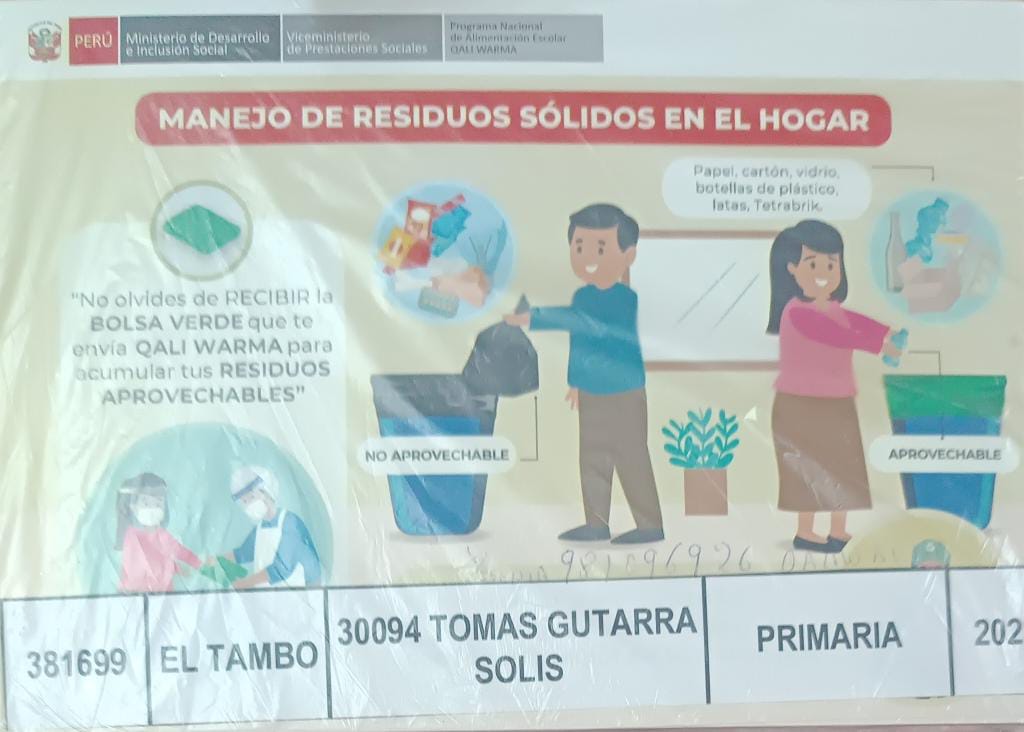 PERÚ
Ministerio de Desarrollo
e Inclusión Social
Viceministerio
de Prestaciones Sociales
Programa Nacional
de Alimentación Escolar
QALI WARMA
MANEJO DE RESIDUOS SÓLIDOS EN EL HOGAR
Papel, cartón, vidrio,
botellas de plástico,
latas, Tetrabrik.
"No olvides de RECIBIR la
BOLSA VERDE que te
envía QALI WARMA para
acumular tus RESIDUOS
APROVECHABLES"
NO APROVECHABLE
APROVECHABLE
381699
EL TAMBO
30094 TOMAS GUTARRA
SOLIS
PRIMARIA
202